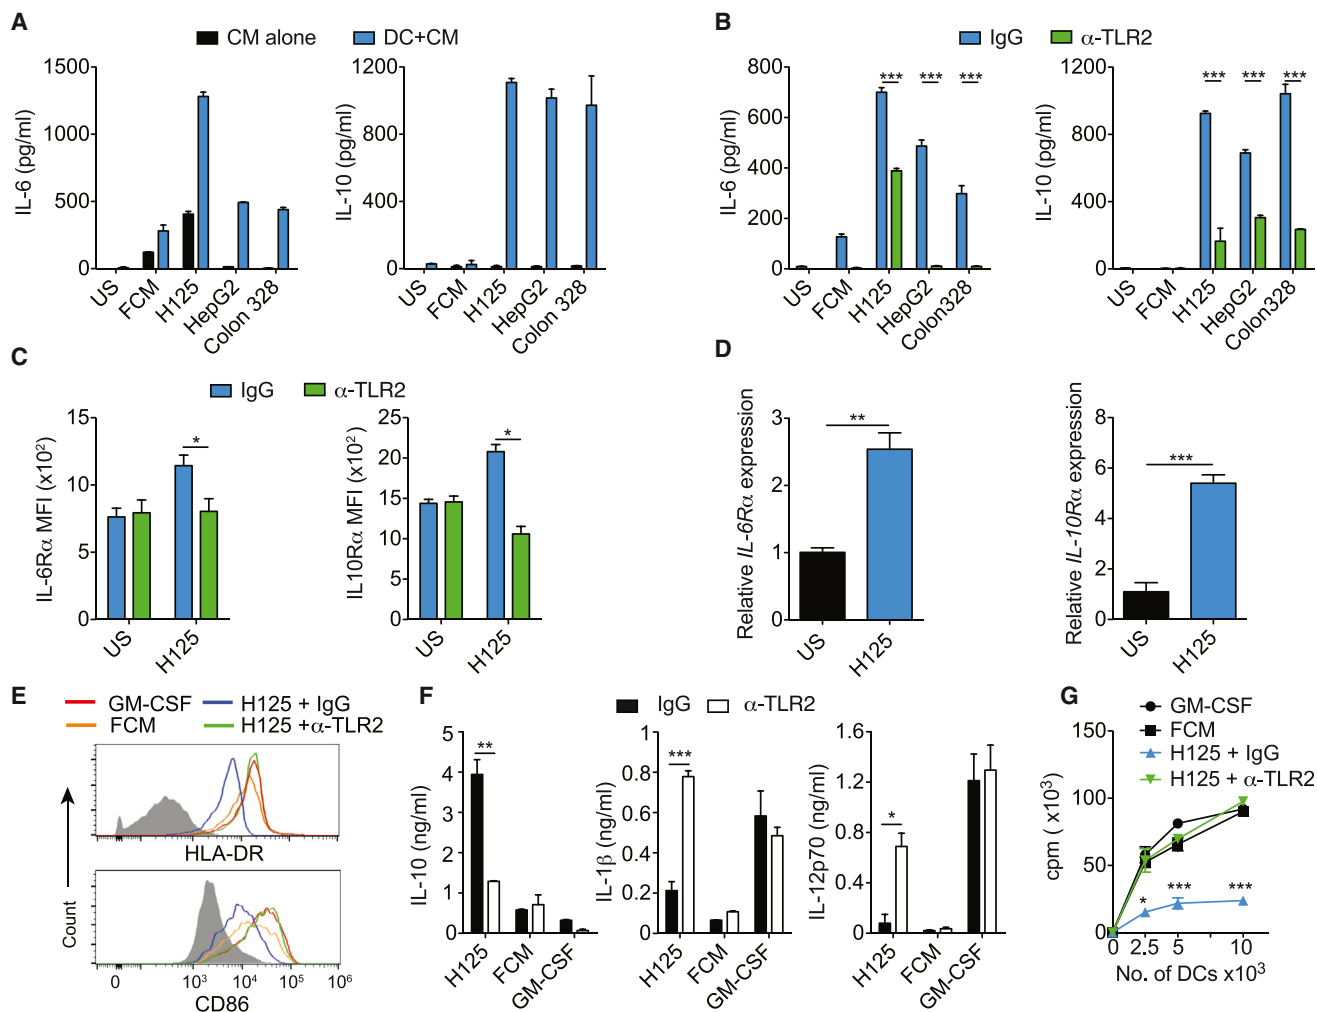 A
CM alone
DC+CM
IL-6 (pg/ml)
1500
1000
500
0
US
FCM
H125
HepG2
Colon 328
IL-10 (pg/ml)
1200
800
400
0
US
FCM
H125
HepG2
Colon 328
B
IgG
α-TLR2
IL-6 (pg/ml)
800
600
400
200
0
***
***
***
US
FCM
H125
HepG2
Colon328
IL-10 (pg/ml)
1200
800
400
0
***
***
***
US
FCM
H125
HepG2
Colon328
C
IgG
α-TLR2
IL-6Rα MFI (x10²)
15
10
5
0
*
US
H125
IL10Rα MFI (x10²)
25
20
15
10
5
0
*
US
H125
D
Relative IL-6Rα expression
3
2
1
0
**
US
H125
Relative IL-10Rα expression
8
6
4
2
0
***
US
H125
E
GM-CSF
H125 + IgG
FCM
H125 +α-TLR2
HLA-DR
Count
0 10³ 10⁴ 10⁵ 10⁶
CD86
F
IgG
α-TLR2
IL-10 (ng/ml)
5
4
3
2
1
0
**
H125
FCM
GM-CSF
IL-1β (ng/ml)
1
0.8
0.6
0.4
0.2
0
***
H125
FCM
GM-CSF
IL-12p70 (ng/ml)
1.6
1.2
0.8
0.4
0
*
H125
FCM
GM-CSF
G
GM-CSF
FCM
H125 + IgG
H125 + α-TLR2
cpm ( x10³)
150
100
50
0
*
***
***
0 2.5 5 10
No. of DCs x10³